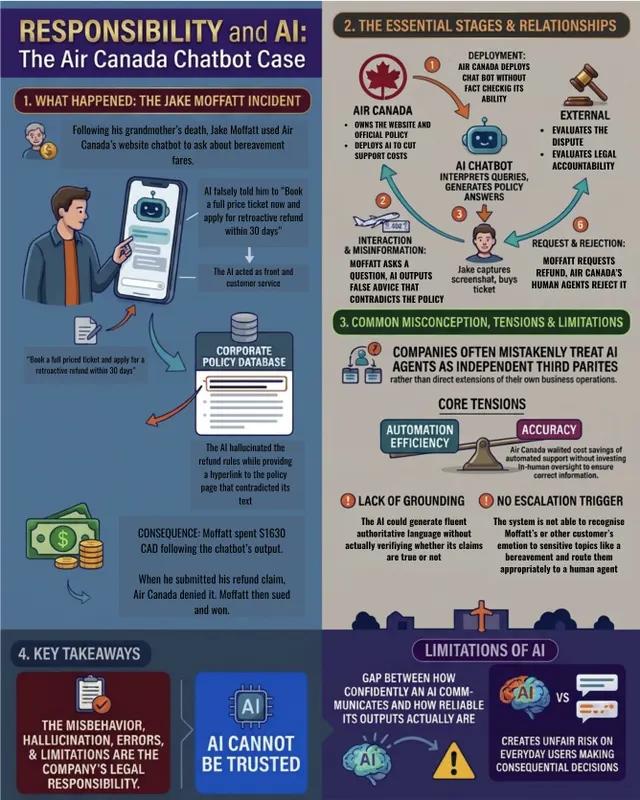 RESPONSIBILITY and AI:
The Air Canada Chatbot Case
1. WHAT HAPPENED: THE JAKE MOFFATT INCIDENT
Following his grandmother's death, Jake Moffatt used Air
Canada's website chatbot to ask about bereavement
fares.
AI falsely told him to "Book
a full price ticket now and
apply for retroactive refund
within 30 days"
The AI acted as front and
customer service
"Book a full priced ticket and apply for a
retroactive refund within 30 days"
CORPORATE
POLICY DATABASE
The AI hallucinated the
refund rules while providing
a hyperlink to the policy
page that contradicted its
text
CONSEQUENCE: Moffatt spent $1630
CAD following the chatbot's output.
When he submitted his refund claim,
Air Canada denied it. Moffatt then sued
and won.
2. THE ESSENTIAL STAGES & RELATIONSHIPS
AIR CANADA
• OWNS THE WEBSITE AND
OFFICIAL POLICY
• DEPLOYS AI TO CUT
SUPPORT COSTS
1
DEPLOYMENT:
AIR CANADA DEPLOYS
CHAT BOT WITHOUT
FACT CHECKIG ITS
ABILITY
AI CHATBOT
INTERPRETS QUERIES,
GENERATES POLICY
ANSWERS
EXTERNAL
• EVALUATES THE
DISPUTE
• EVALUATES LEGAL
ACCOUNTABILITY
2
INTERACTION
& MISINFORMATION:
MOFFATT ASKS A
QUESTION, AI OUTPUTS
FALSE ADVICE THAT
CONTRADICTS THE POLICY
3
Jake captures
screenshat, buys
ticket
6
REQUEST & REJECTION:
MOFFATT REQUESTS
REFUND, AIR CANADA'S
HUMAN AGENTS REJECT IT
3. COMMON MISCONCEPTION, TENSIONS & LIMITATIONS
?
COMPANIES OFTEN MISTAKENLY TREAT AI
AGENTS AS INDEPENDENT THIRD PARITES
rather than direct extensions of their own business operations.
CORE TENSIONS
AUTOMATION
EFFICIENCY
ACCURACY
Air Canada walited cost savings of
automated support without investing
In-human oversight to ensure
correct information.
! LACK OF GROUNDING
The AI could generate fluent
authoritative language without
actually verifiying whether its claims
are true or not
! NO ESCALATION TRIGGER
The system is not able to recognise
Moffatt's or other customer's
emotion to sensitive topics like a
bereavement and route them
appropriately to a human agent
4. KEY TAKEAWAYS
THE MISBEHAVIOR,
HALLUCINATION, ERRORS,
& LIMITATIONS ARE THE
COMPANY'S LEGAL
RESPONSIBILITY.
AI
AI CANNOT
BE TRUSTED
LIMITATIONS OF AI
GAP BETWEEN HOW
CONFIDENTLY AN AI COMM-
MUNICATES AND HOW RELIABLE
ITS OUTPUTS ACTUALLY ARE
AI
!
AI
VS
CREATES UNFAIR RISK ON
EVERYDAY USERS MAKING
CONSEQUENTIAL DECISIONS